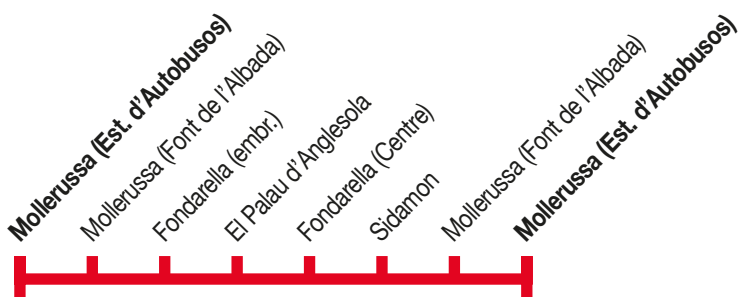 Mollerussa (Est. d'Autobusos)
Mollerussa (Font de l'Albada)
Fondarella (embr.)
El Palau d'Anglesola
Fondarella (Centre)
Sidamon
Mollerussa (Font de l'Albada)
Mollerussa (Est. d'Autobusos)